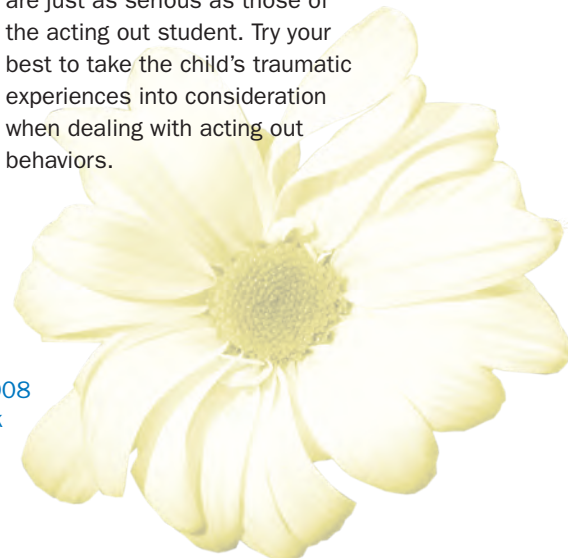 are just as serious as those of
the acting out student. Try your
best to take the child's traumatic
experiences into consideration
when dealing with acting out
behaviors.